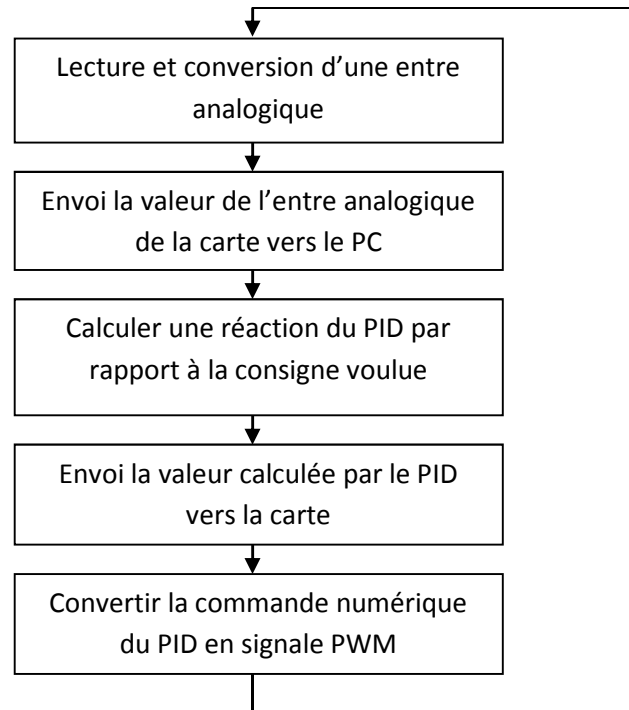 Lecture et conversion d’une entre
analogique
Envoi la valeur de l’entre analogique
de la carte vers le PC
Calculer une réaction du PID par
rapport à la consigne voulue
Envoi la valeur calculée par le PID
vers la carte
Convertir la commande numérique
du PID en signale PWM